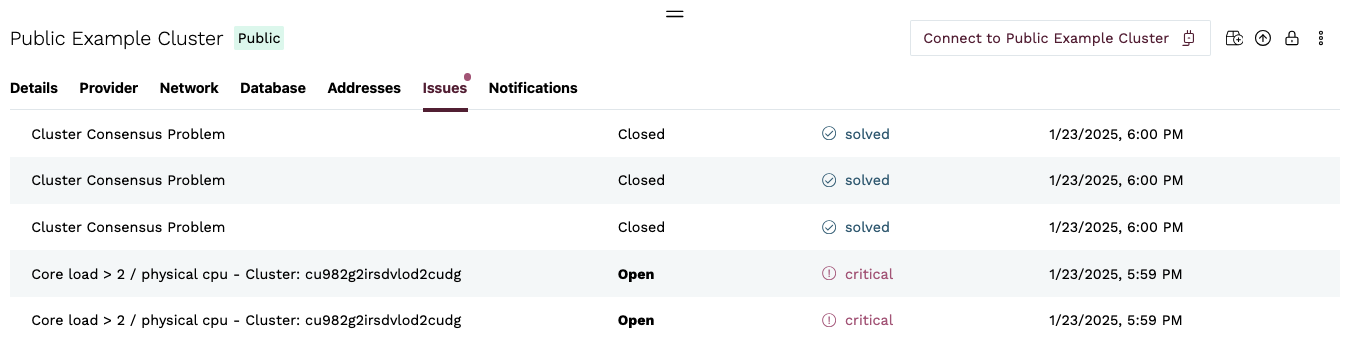 Public Example Cluster Public Connect to Public Example Cluster
Details Provider Network Database Addresses Issues Notifications
Cluster Consensus Problem Closed solved 1/23/2025, 6:00 PM
Cluster Consensus Problem Closed solved 1/23/2025, 6:00 PM
Cluster Consensus Problem Closed solved 1/23/2025, 6:00 PM
Core load > 2 / physical cpu - Cluster: cu982g2irsdvlod2cudg Open critical 1/23/2025, 5:59 PM
Core load > 2 / physical cpu - Cluster: cu982g2irsdvlod2cudg Open critical 1/23/2025, 5:59 PM